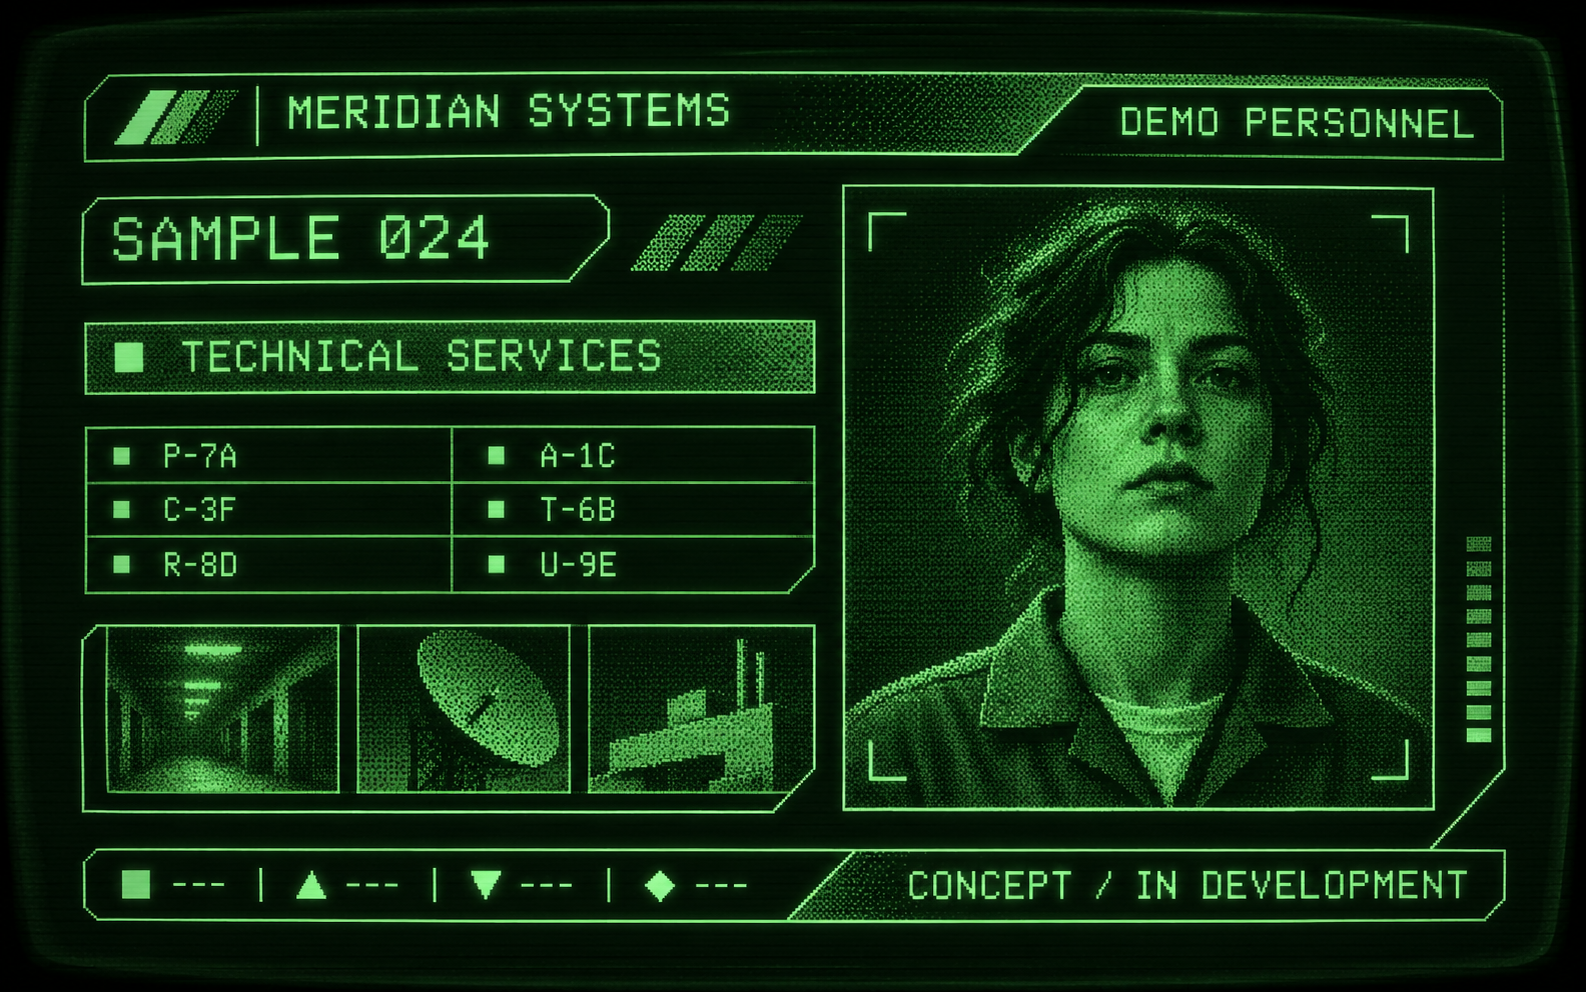 MERIDIAN SYSTEMS
DEMO PERSONNEL
SAMPLE 024
TECHNICAL SERVICES
P-7A
A-1C
C-3F
T-6B
R-8D
U-9E
--- | --- | --- | ---
CONCEPT / IN DEVELOPMENT